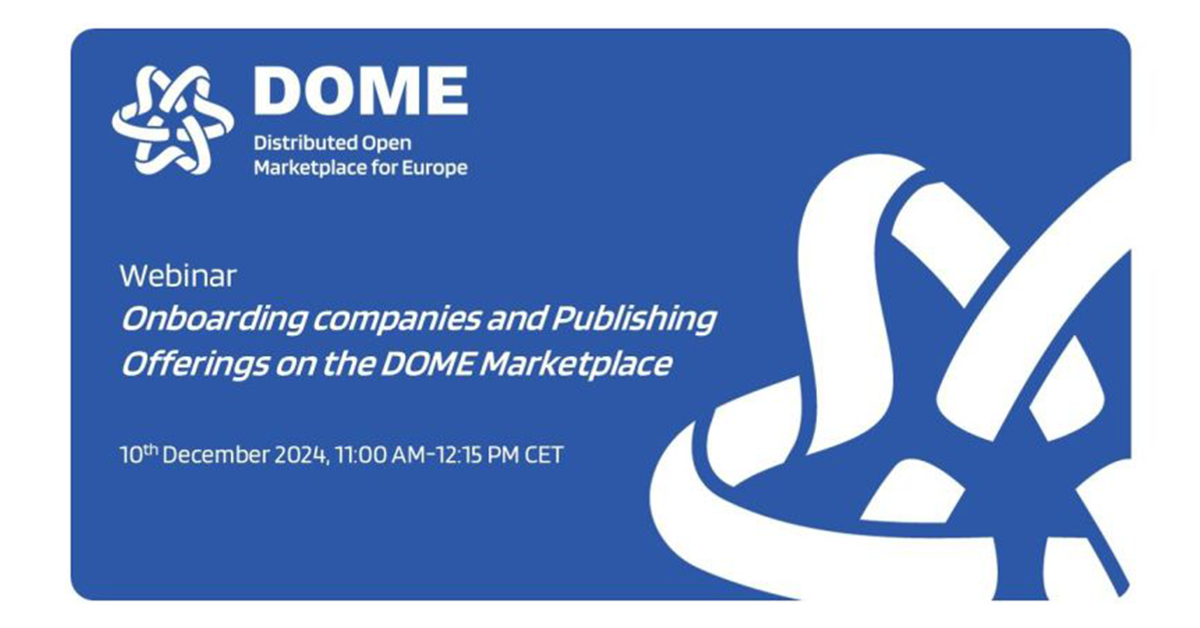 DOME
Distributed Open
Marketplace for Europe
Webinar
Onboarding companies and Publishing
Offerings on the DOME Marketplace
10th December 2024, 11:00 AM-12:15 PM CET